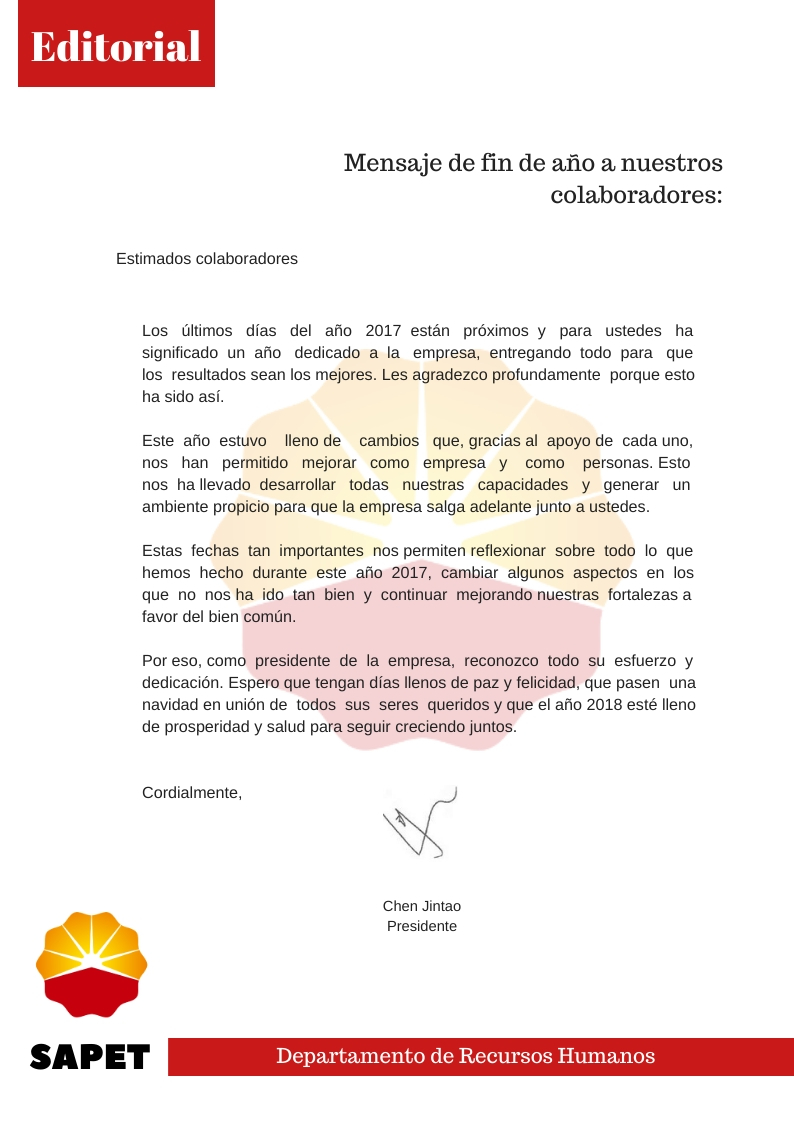 Editorial
Mensaje de fin de año a nuestros
colaboradores:
Estimados colaboradores
Los últimos días del año 2017 están próximos y para ustedes ha
significado un año dedicado a la empresa, entregando todo para que
los resultados sean los mejores. Les agradezco profundamente porque esto
ha sido así.
Este año estuvo lleno de cambios que, gracias al apoyo de cada uno,
nos han permitido mejorar como empresa y como personas. Esto
nos ha llevado desarrollar todas nuestras capacidades y generar un
ambiente propicio para que la empresa salga adelante junto a ustedes.
Estas fechas tan importantes nos permiten reflexionar sobre todo lo que
hemos hecho durante este año 2017, cambiar algunos aspectos en los
que no nos ha ido tan bien y continuar mejorando nuestras fortalezas a
favor del bien común.
Por eso, como presidente de la empresa, reconozco todo su esfuerzo y
dedicación. Espero que tengan días llenos de paz y felicidad, que pasen una
navidad en unión de todos sus seres queridos y que el año 2018 esté lleno
de prosperidad y salud para seguir creciendo juntos.
Cordialmente,
Chen Jintao
Presidente
SAPET
Departamento de Recursos Humanos